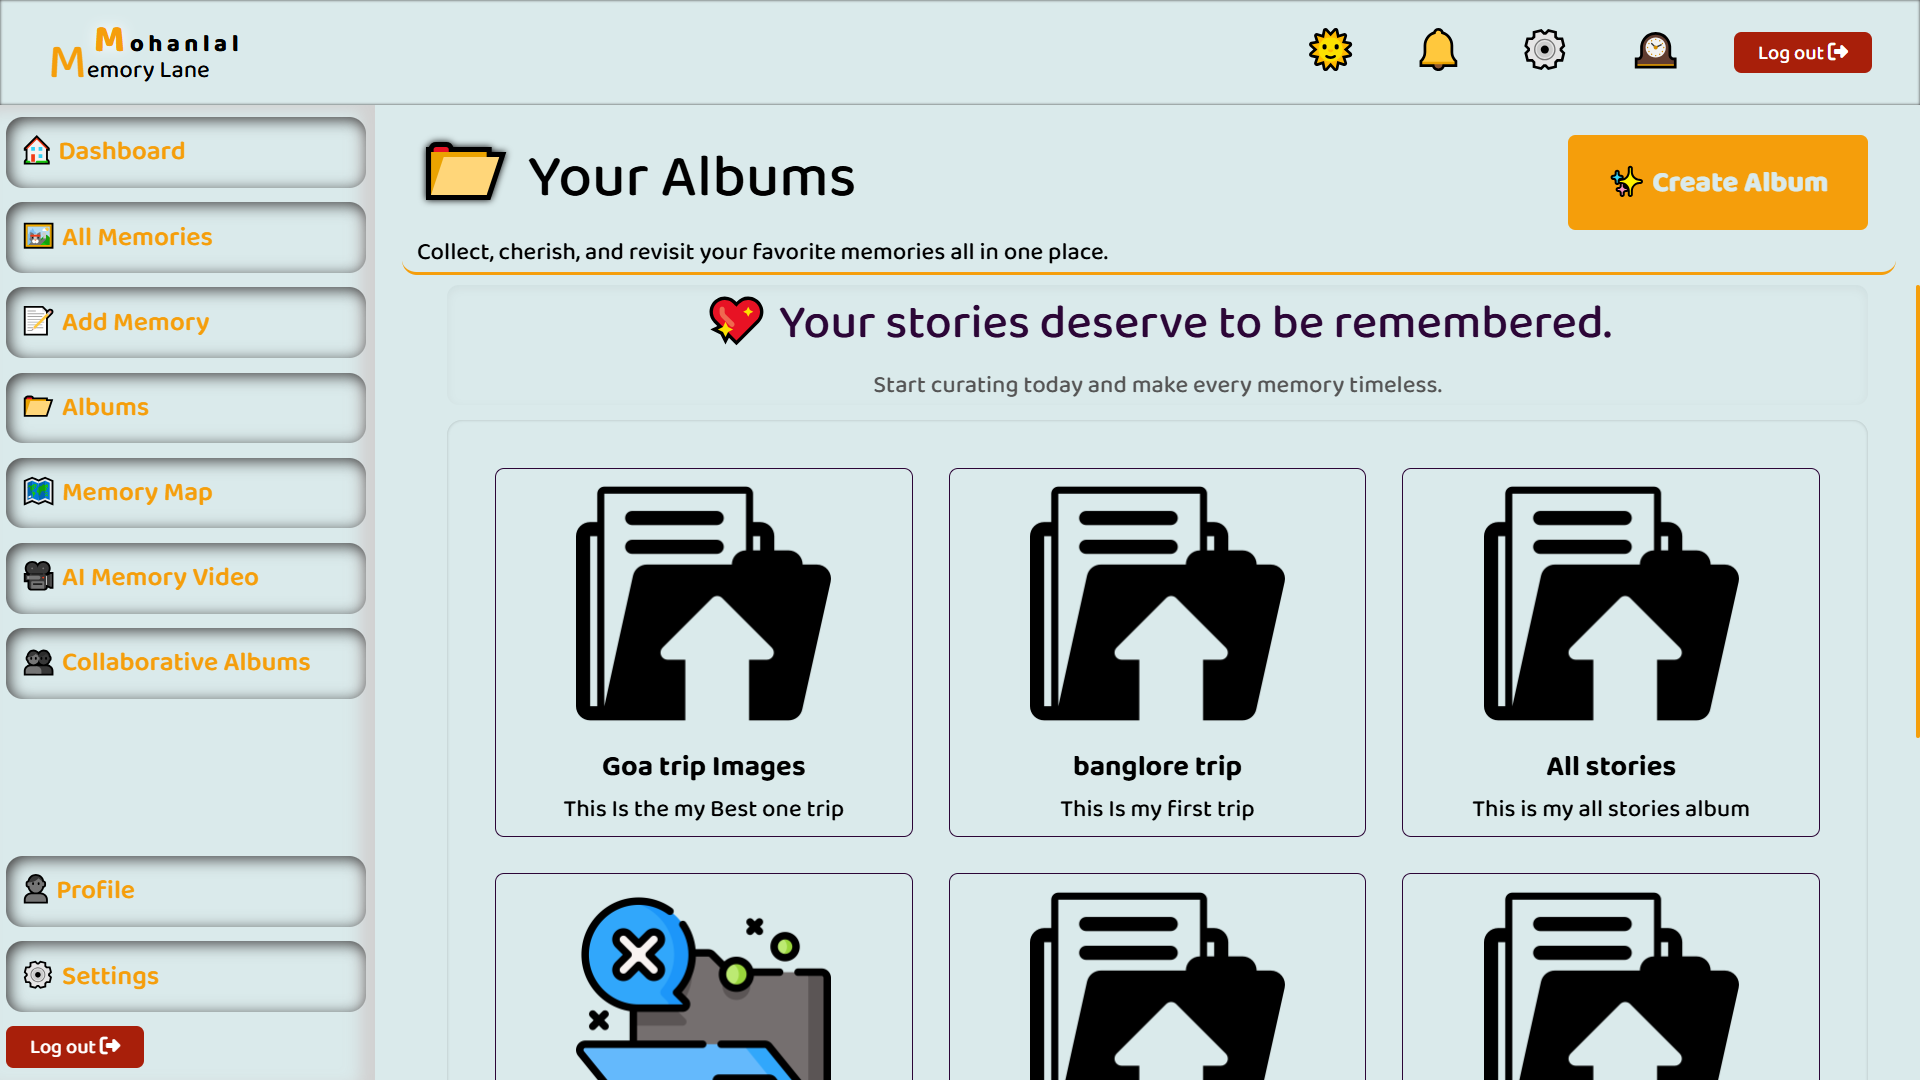 Mohanlal
Memory Lane
Log out
Dashboard
All Memories
Add Memory
Albums
Memory Map
AI Memory Video
Collaborative Albums
Profile
Settings
Log out
Your Albums
Create Album
Collect, cherish, and revisit your favorite memories all in one place.
Your stories deserve to be remembered.
Start curating today and make every memory timeless.
Goa trip Images
This Is the my Best one trip
banglore trip
This Is my first trip
All stories
This is my all stories album